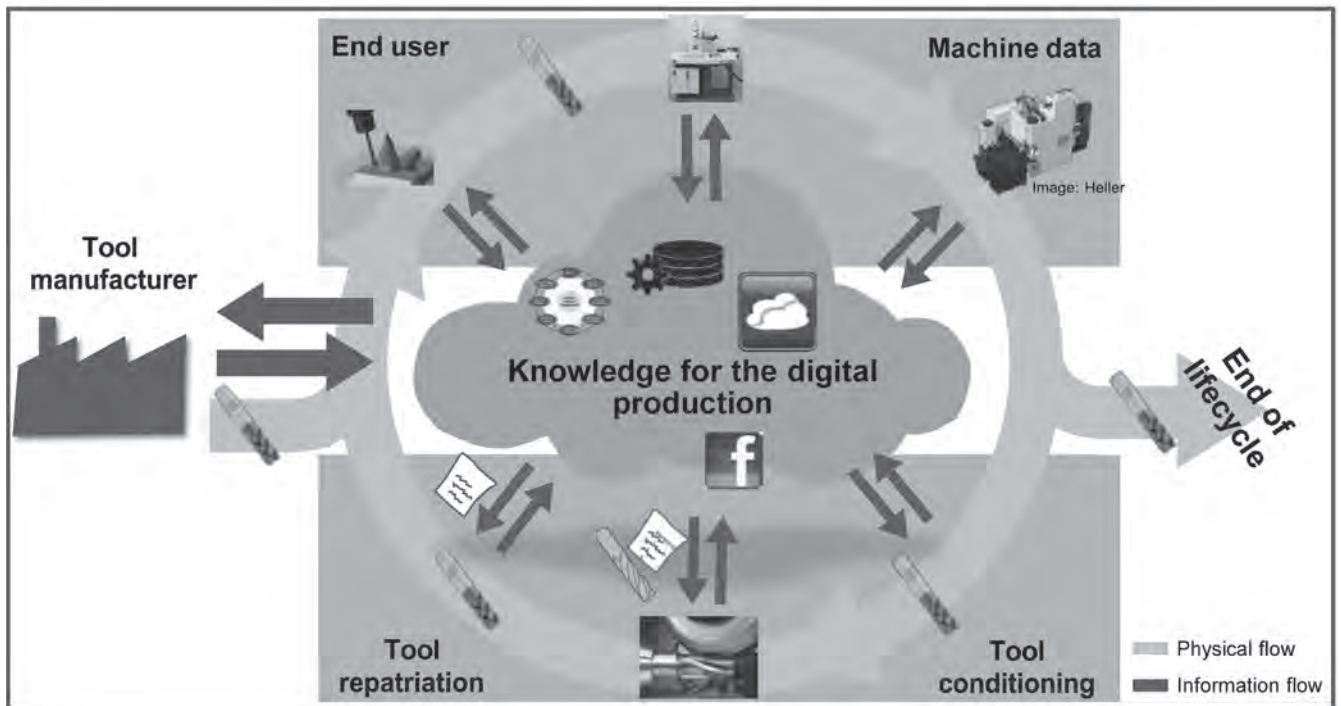 End user
Machine data
Image: Heller
Tool
manufacturer
Knowledge for the digital
production
f
End of
lifecycle
Tool
repatriation
Tool
conditioning
Physical flow
Information flow